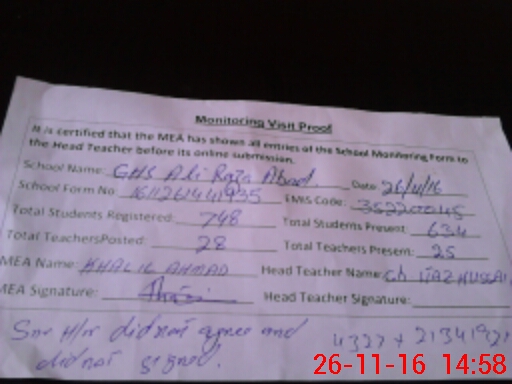 Monitoring Visit Proof
It is certified that the MEA has shows all entries of the School Monitoring Form to
the Head Teacher before its online submission.
School Name: GHS Ali Raza Abad. Date: 26/11/16
School Form No: 1611261441935 EMIS Code: 35220045
Total Students Registered: 748 Total Students Present: 634
Total TeachersPosted: 28 Total Teachers Present: 25
MEA Name: KHALIL AHMAD Head Teacher Name: Ch IJAZ HUSSAI
MEA Signature: Head Teacher Signature:
Snr H/m did not agree and
did not signed.
26-11-16 14:58